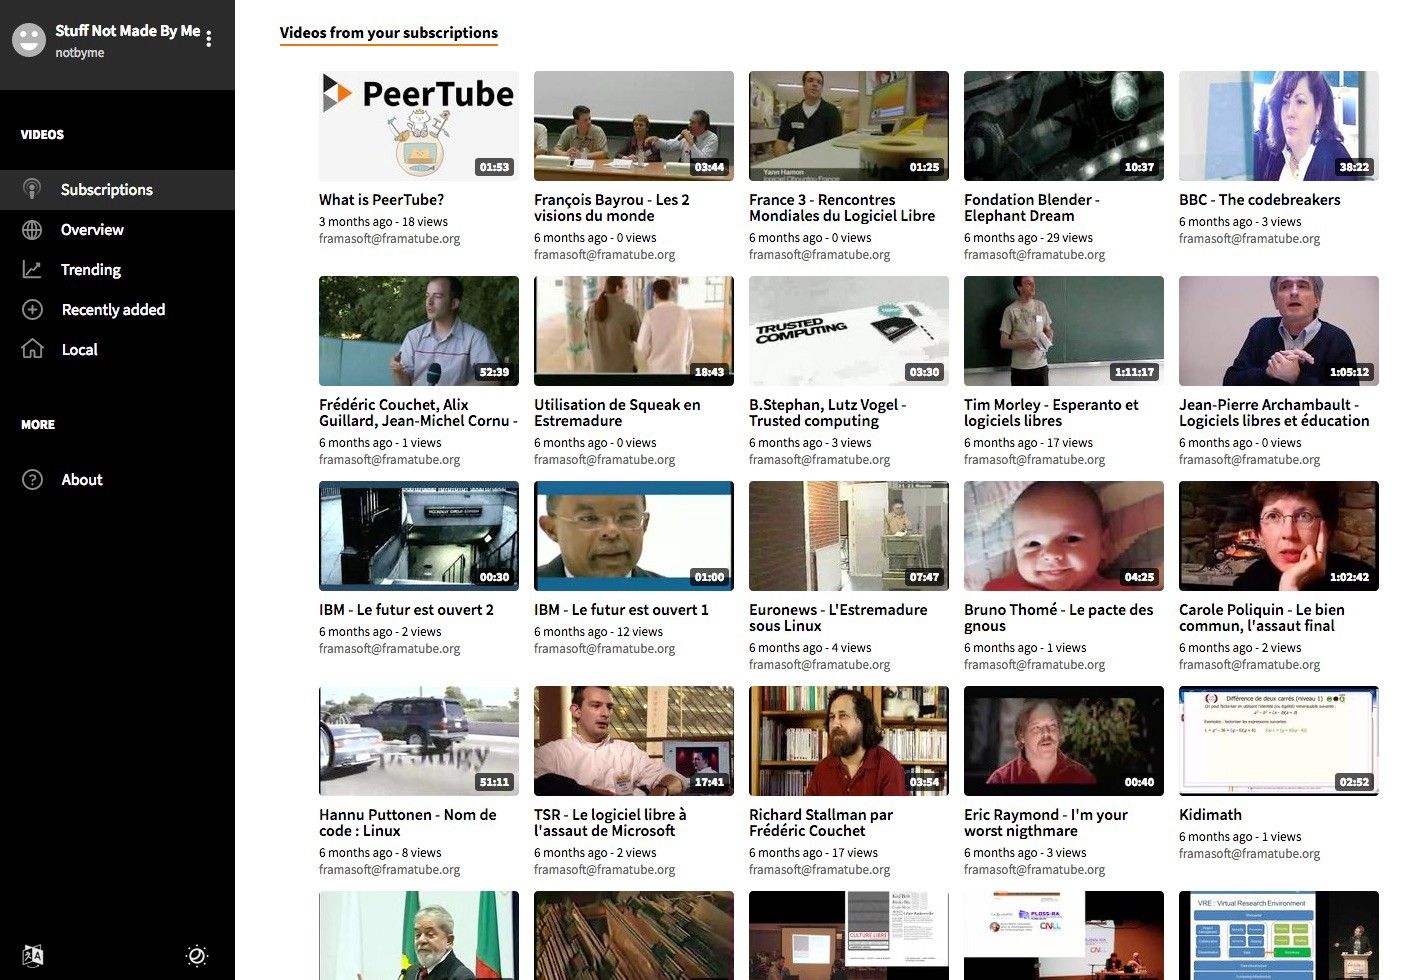 Stuff Not Made By Me
notbyme
VIDEOS
Subscriptions
Overview
Trending
Recently added
Local
MORE
About
Videos from your subscriptions
PeerTube
01:53
03:44
Yann Hamon
01:25
10:37
38:22
What is PeerTube?
3 months ago - 18 views
framasoft@framatube.org
François Bayrou - Les 2
visions du monde
6 months ago - 0 views
framasoft@framatube.org
France 3 - Rencontres
Mondiales du Logiciel Libre
6 months ago - 0 views
framasoft@framatube.org
Fondation Blender -
Elephant Dream
6 months ago - 29 views
framasoft@framatube.org
BBC - The codebreakers
6 months ago - 3 views
framasoft@framatube.org
52:39
18:43
TRUSTED
COMPUTING
03:30
1:11:17
1:05:12
Frédéric Couchet, Alix
Guillard, Jean-Michel Cornu -
6 months ago - 1 views
framasoft@framatube.org
Utilisation de Squeak en
Estremadure
6 months ago - 0 views
framasoft@framatube.org
B.Stephan, Lutz Vogel -
Trusted computing
6 months ago - 3 views
framasoft@framatube.org
Tim Morley - Esperanto et
logiciels libres
6 months ago - 17 views
framasoft@framatube.org
Jean-Pierre Archambault -
Logiciels libres et éducation
6 months ago - 0 views
framasoft@framatube.org
00:30
01:00
07:47
04:25
1:02:42
IBM - Le futur est ouvert 2
6 months ago - 2 views
framasoft@framatube.org
IBM - Le futur est ouvert 1
6 months ago - 12 views
framasoft@framatube.org
Euronews - L'Estremadure
sous Linux
6 months ago - 4 views
framasoft@framatube.org
Bruno Thomé - Le pacte des
gnous
6 months ago - 1 views
framasoft@framatube.org
Carole Poliquin - Le bien
commun, l'assaut final
6 months ago - 2 views
framasoft@framatube.org
51:11
17:41
03:54
00:40
Différence de deux carrés (niveau 1)
02:52
Hannu Puttonen - Nom de
code : Linux
6 months ago - 8 views
framasoft@framatube.org
TSR - Le logiciel libre à
l'assaut de Microsoft
6 months ago - 2 views
framasoft@framatube.org
Richard Stallman par
Frédéric Couchet
6 months ago - 17 views
framasoft@framatube.org
Eric Raymond - I'm your
worst nigthmare
6 months ago - 3 views
framasoft@framatube.org
Kidimath
6 months ago - 1 views
framasoft@framatube.org
CULTURE LIBRE
PLOSS-RA
CNLL
VRE : Virtual Research Environment